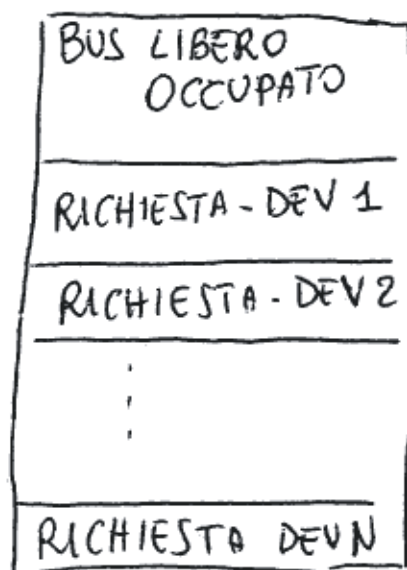 BUS LIBERO
OCCUPATO
RICHIESTA - DEV 1
RICHIESTA - DEV 2
RICHIESTA DEV N